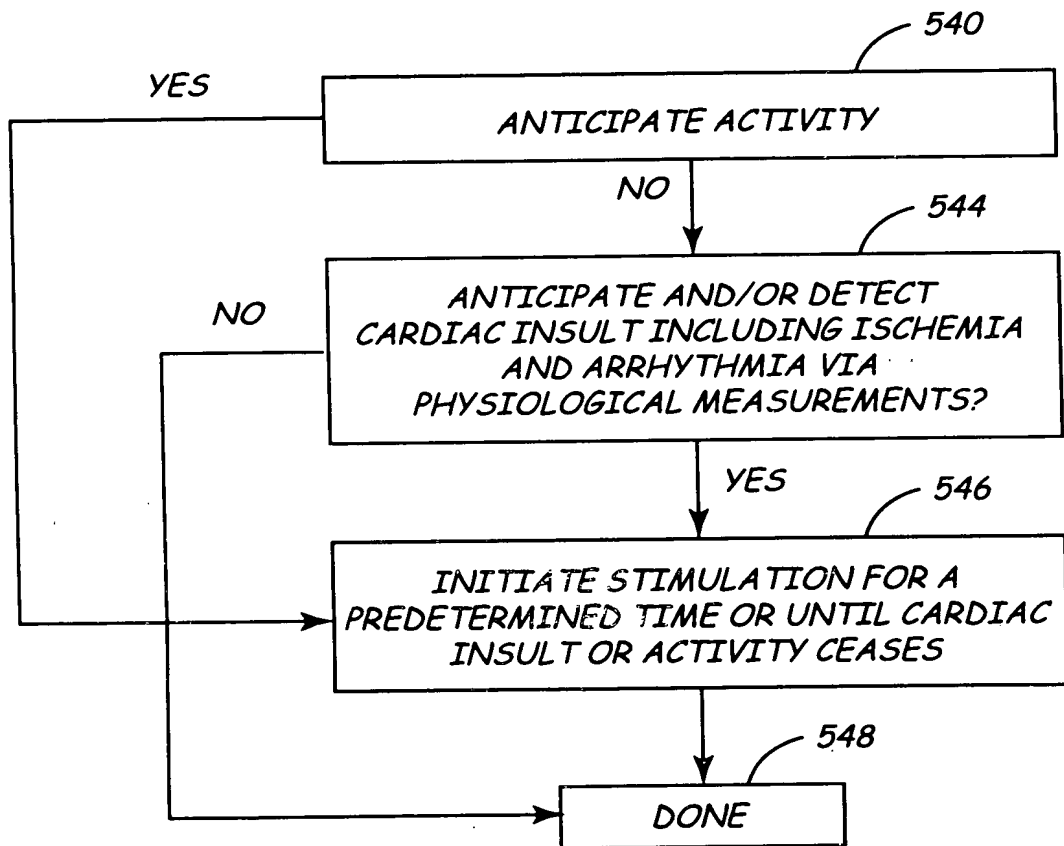 540
YES
ANTICIPATE ACTIVITY
NO
544
NO
ANTICIPATE AND/OR DETECT
CARDIAC INSULT INCLUDING ISCHEMIA
AND ARRHYTHMIA VIA
PHYSIOLOGICAL MEASUREMENTS?
YES
546
INITIATE STIMULATION FOR A
PREDETERMINED TIME OR UNTIL CARDIAC
INSULT OR ACTIVITY CEASES
548
DONE